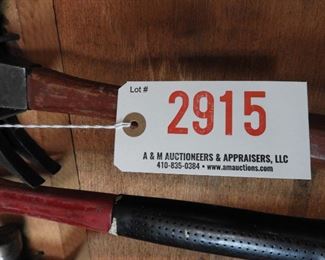 Lot #
2915
A & M AUCTIONEERS & APPRAISERS, LLC
410-835-0384 • www.amauctions.com